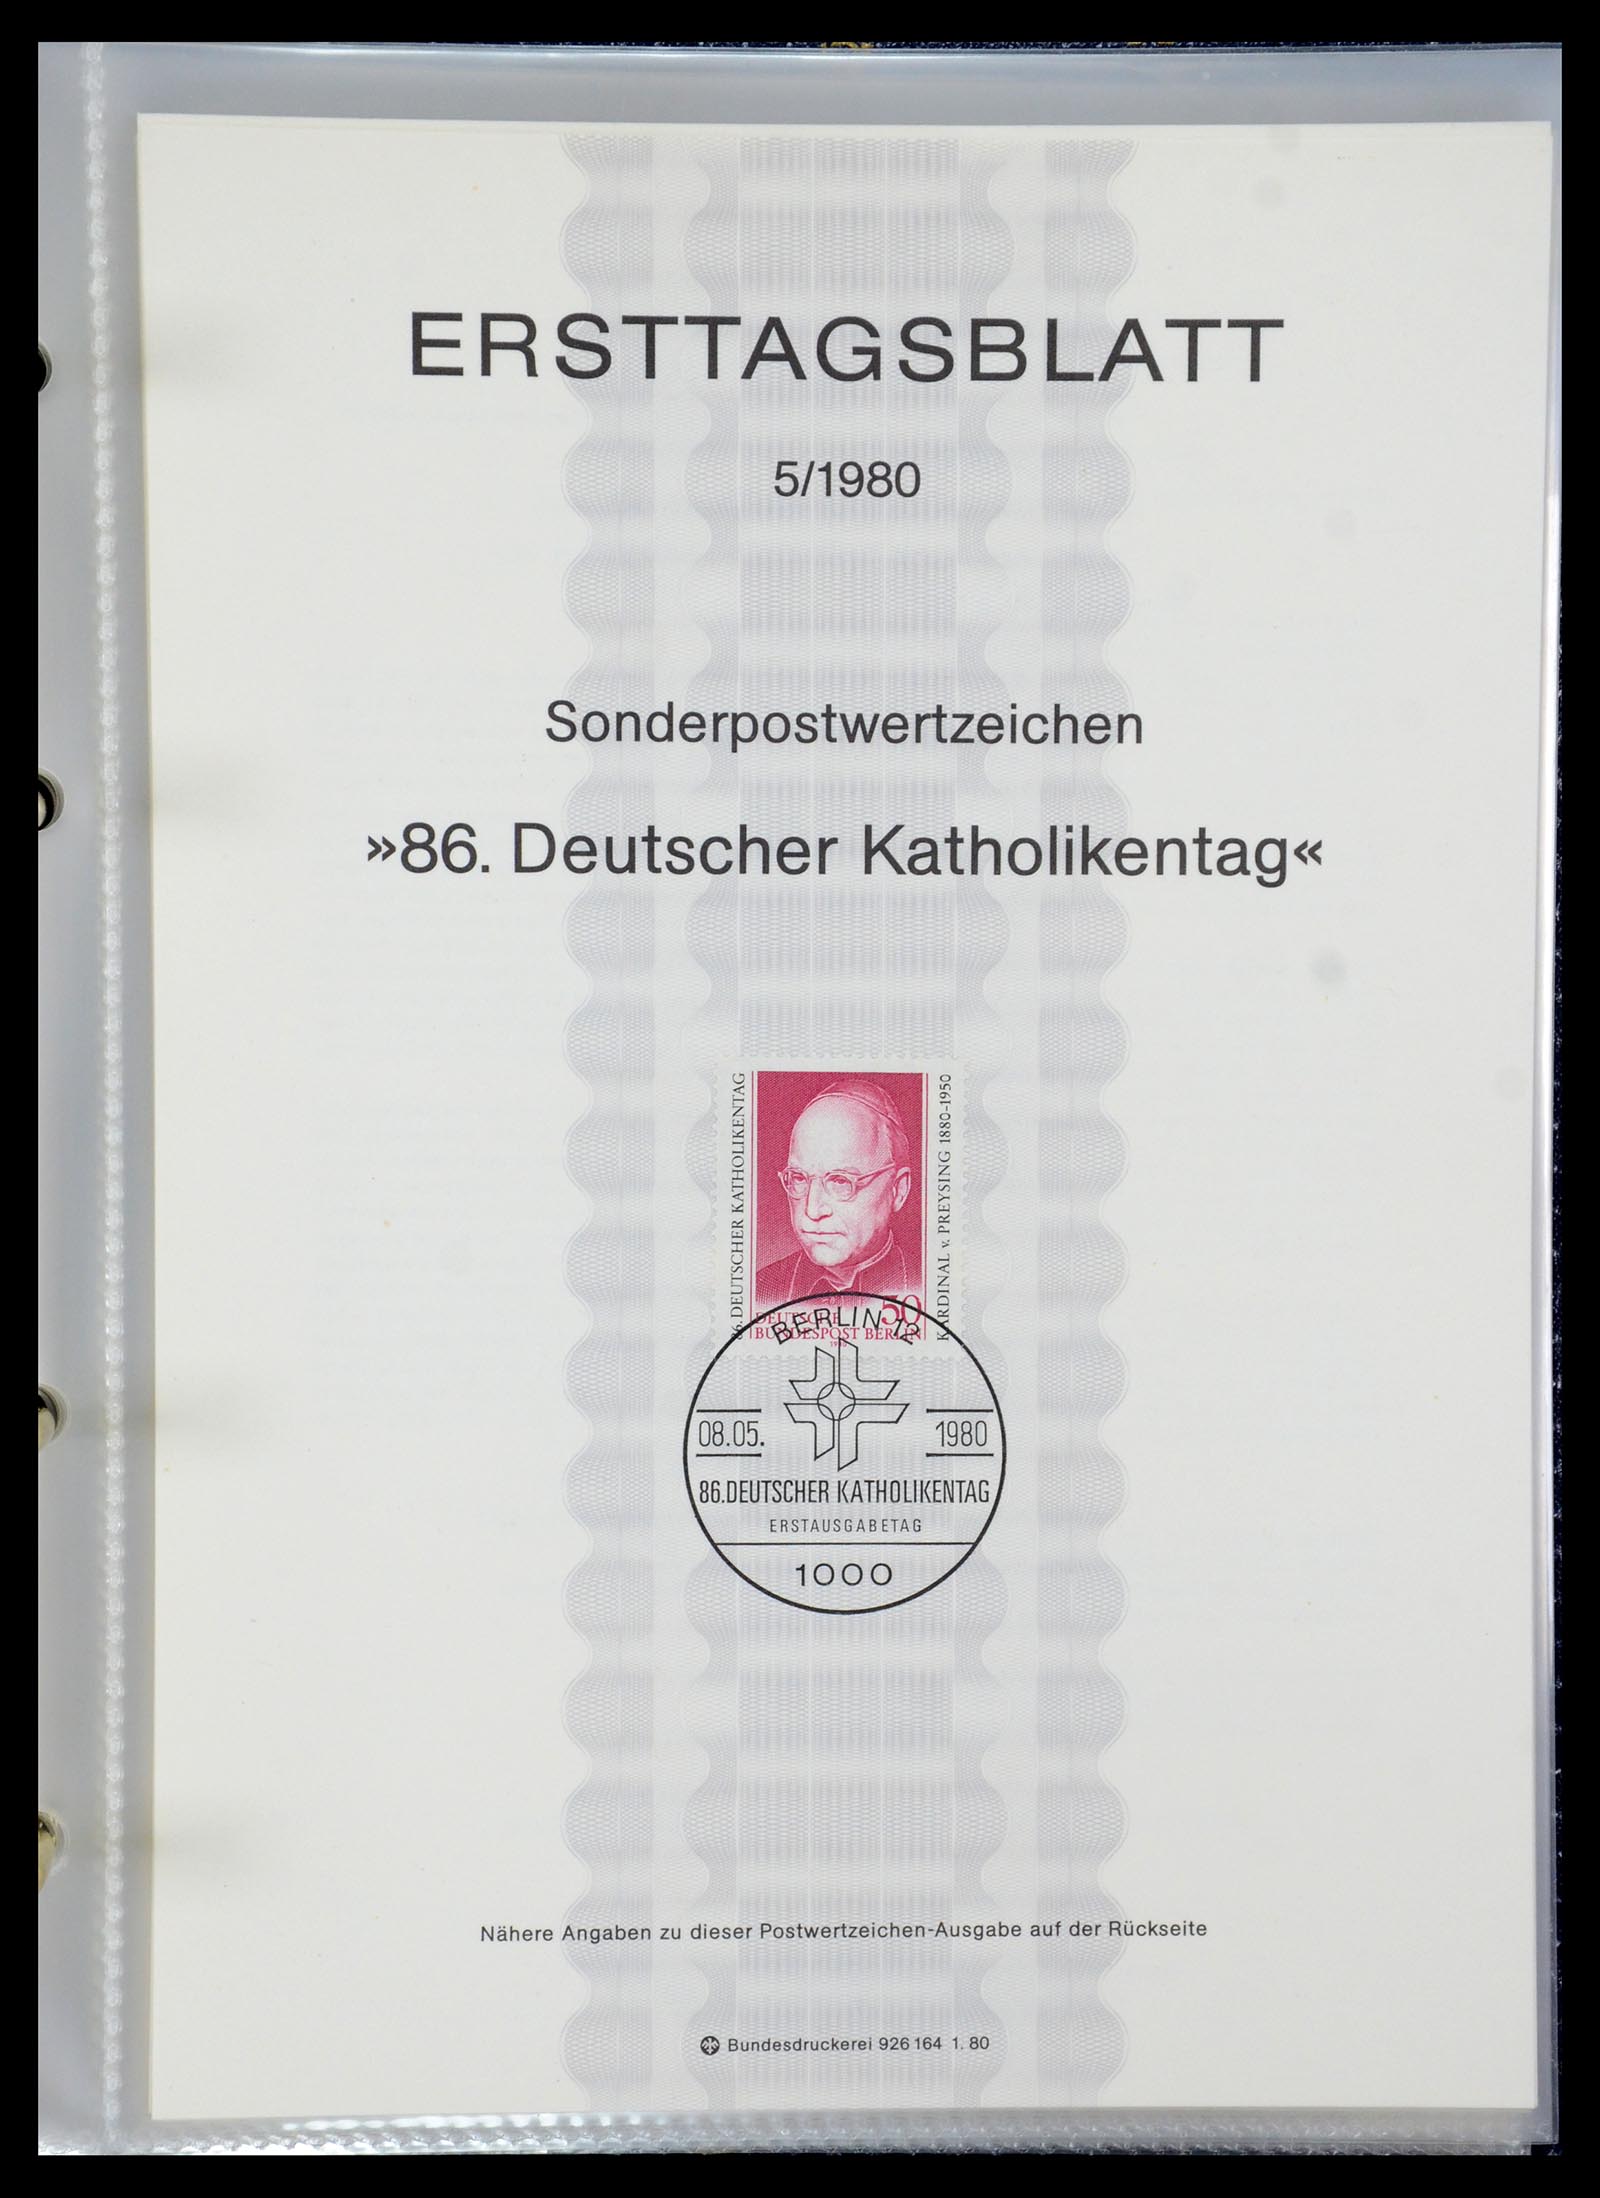 ERSTTAGSBLATT
5/1980
Sonderpostwertzeichen
»86. Deutscher Katholikentag«
86. DEUTSCHER KATHOLIKENTAG
KARDINAL v. PREYSING 1880-1950
50
DEUTSCHE
BUNDESPOST BERLIN
1980
BERLIN 12
08.05. 1980
86.DEUTSCHER KATHOLIKENTAG
ERSTAUSGABETAG
1000
Nähere Angaben zu dieser Postwertzeichen-Ausgabe auf der Rückseite
Bundesdruckerei 926 164 1. 80